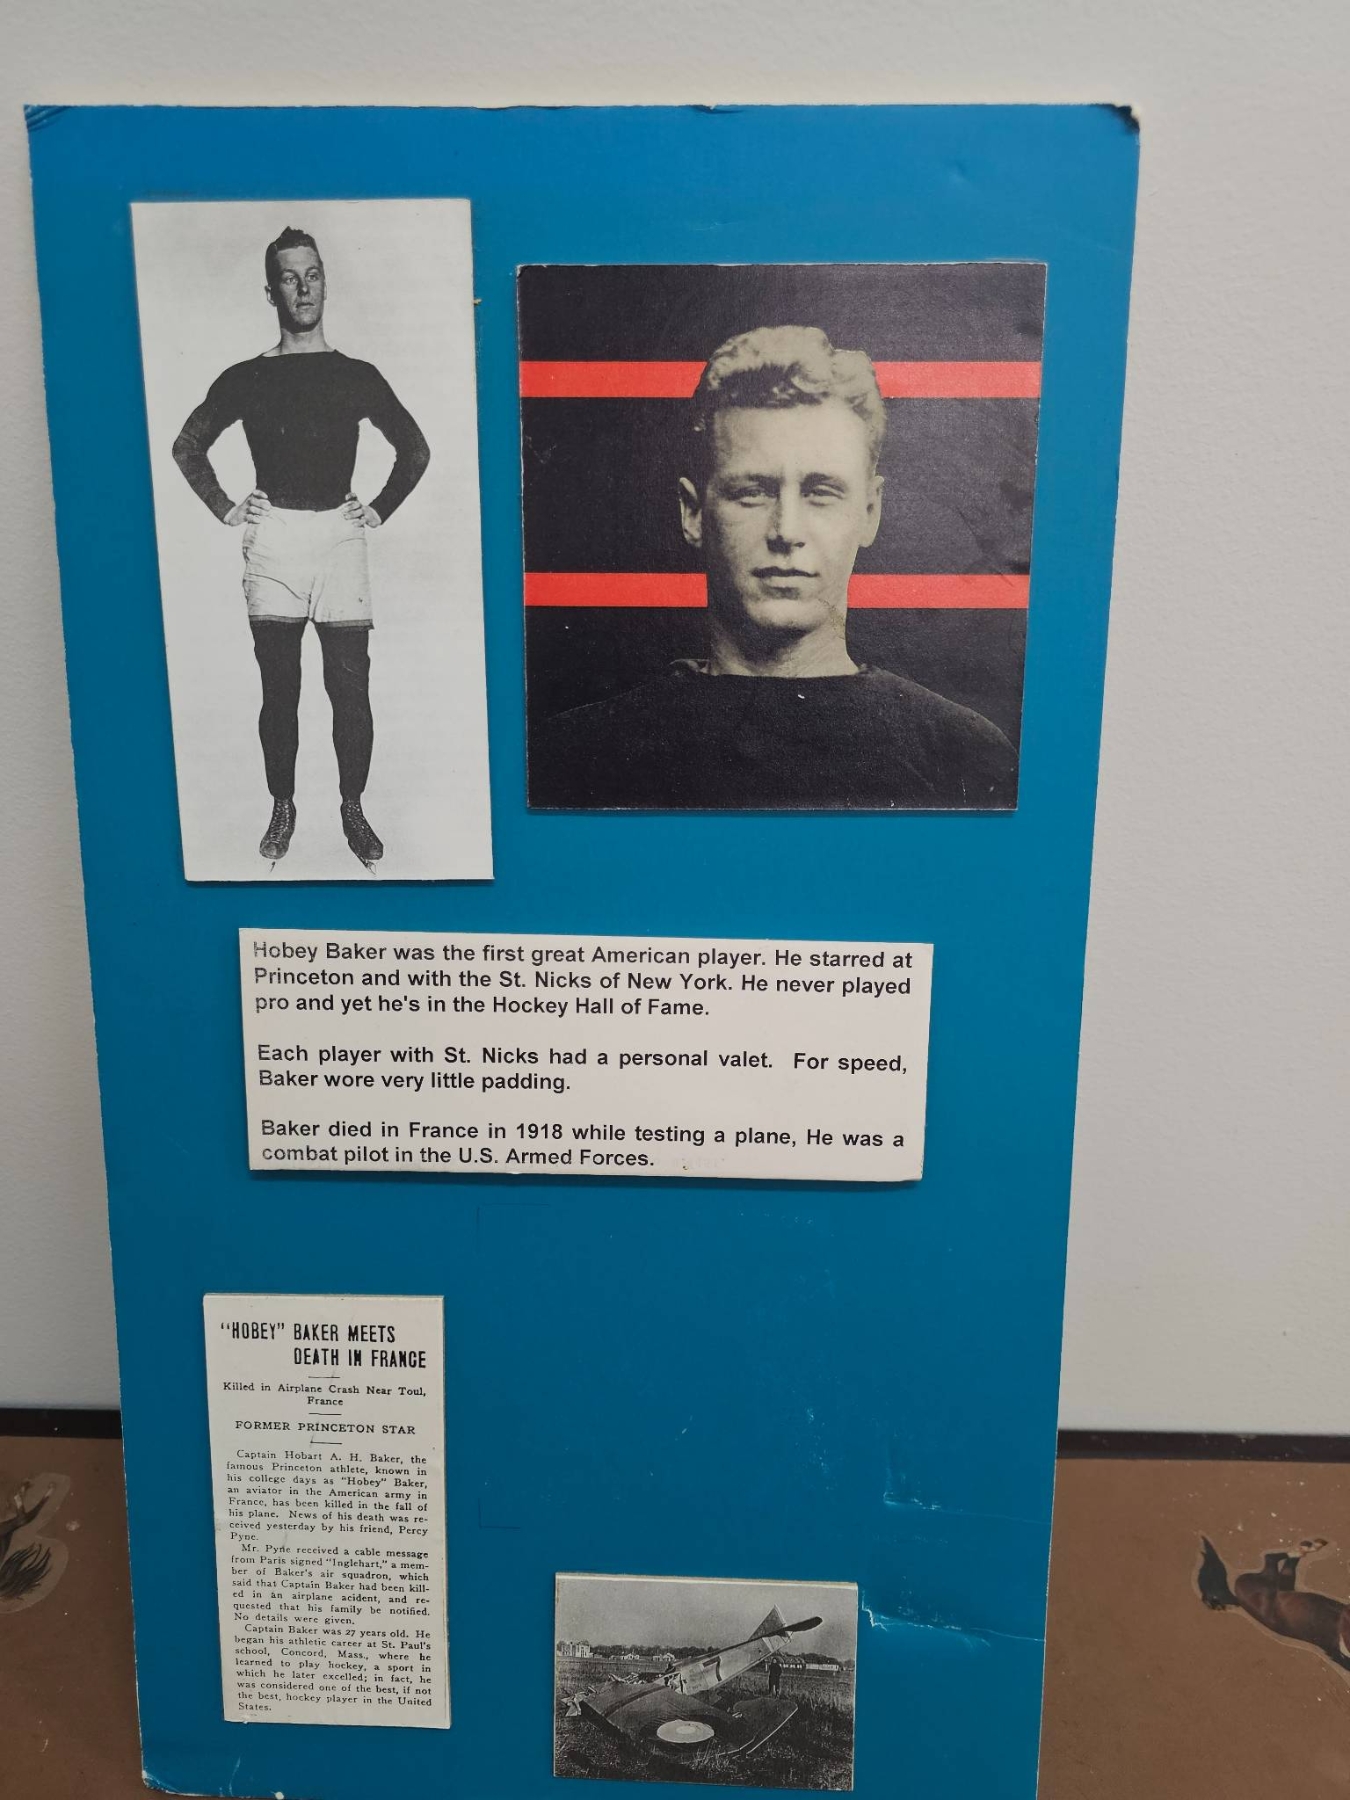 Hobey Baker was the first great American player. He starred at
Princeton and with the St. Nicks of New York. He never played
pro and yet he's in the Hockey Hall of Fame.
Each player with St. Nicks had a personal valet. For speed,
Baker wore very little padding.
Baker died in France in 1918 while testing a plane, He was a
combat pilot in the U.S. Armed Forces.
"HOBEY" BAKER MEETS
DEATH IN FRANCE
Killed in Airplane Crash Near Toul,
France
FORMER PRINCETON STAR
Captain Hobart A. H. Baker, the
famous Princeton athlete, known in
his college days as "Hobey" Baker,
an aviator in the American army in
France, has been killed in the fall of
his plane. News of his death was re-
ceived yesterday by his friend, Percy
Pyne.
Mr. Pyne received a cable message
from Paris signed "Inglehart," a mem-
ber of Baker's air squadron, which
said that Captain Baker had been kill-
ed in an airplane acident, and re-
quested that his family be notified.
No details were given.
Captain Baker was 27 years old. He
began his athletic career at St. Paul's
school, Concord, Mass., where he
learned to play hockey, a sport in
which he later excelled; in fact, he
was considered one of the best, if not
the best, hockey player in the United
States.